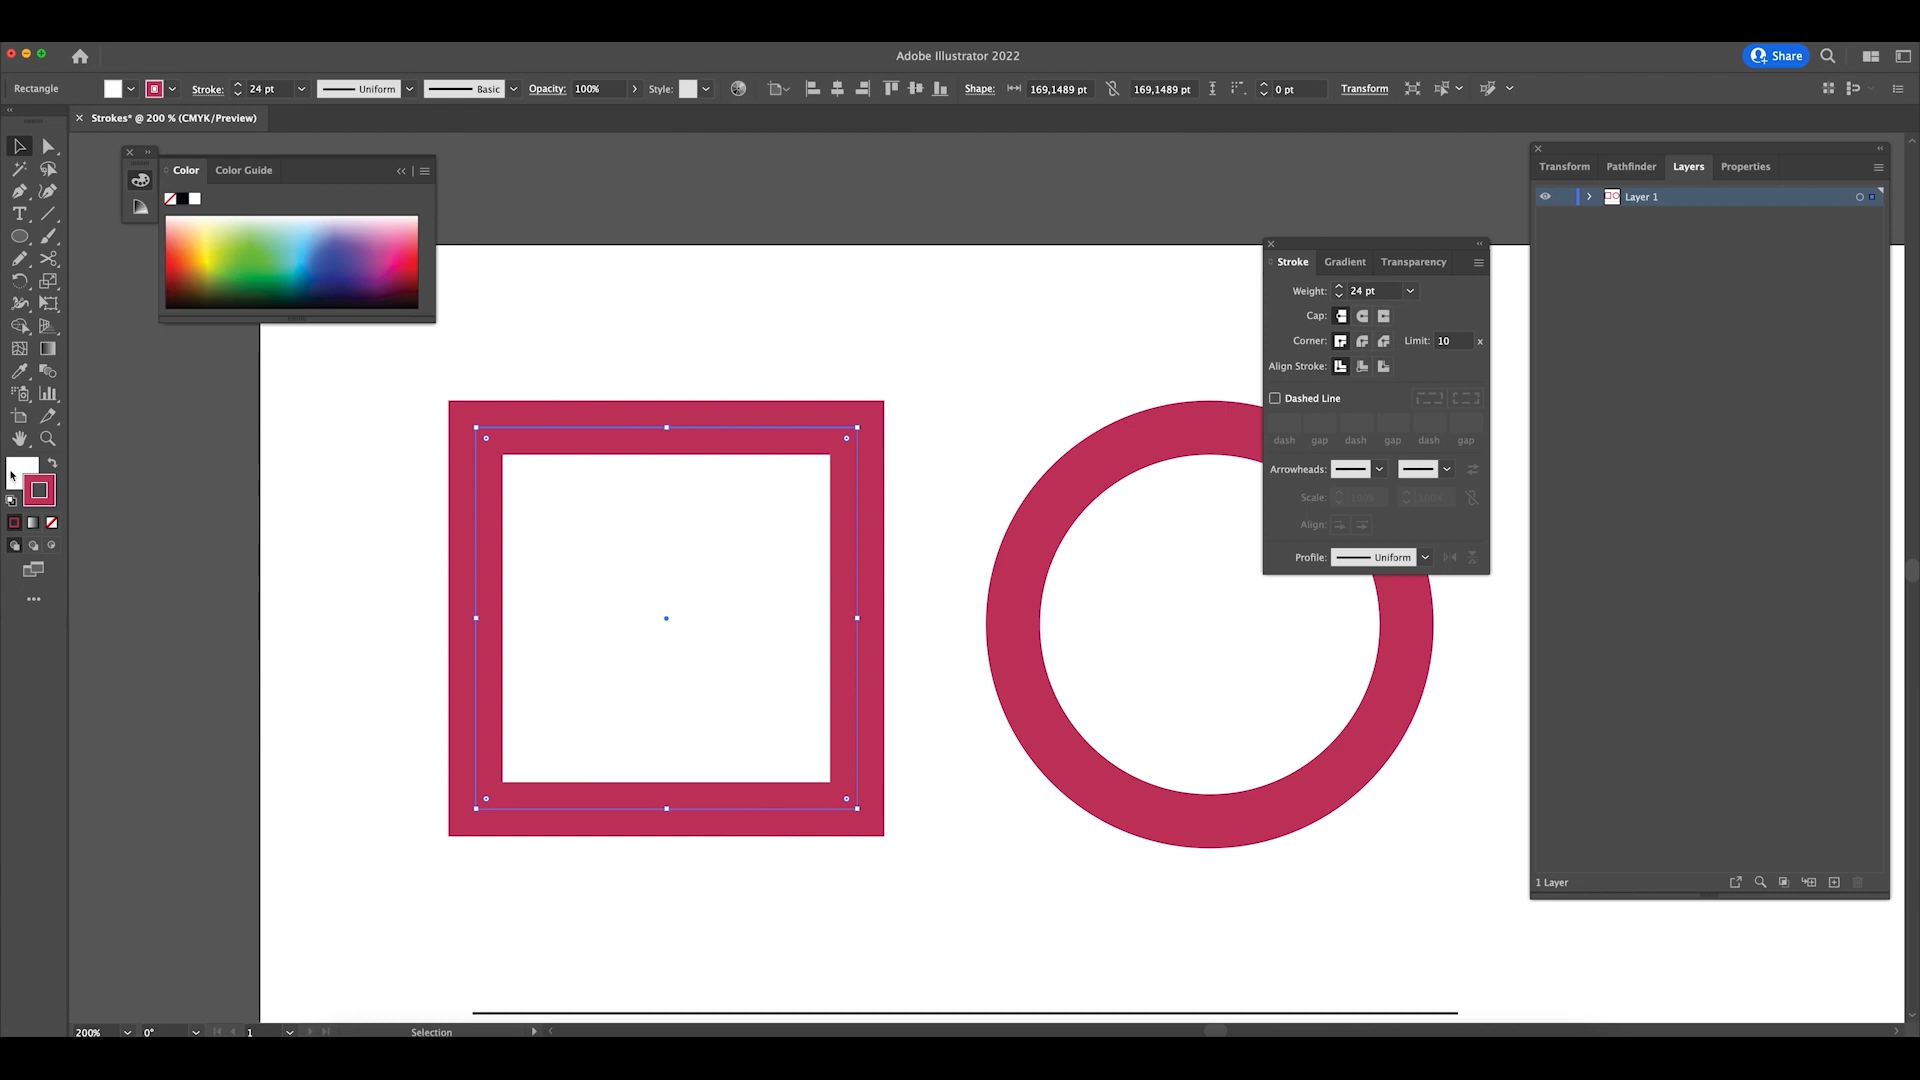 Adobe Illustrator 2022
Share
Rectangle
Stroke: 24 pt
Uniform
Basic
Opacity: 100%
Style:
Shape: 169,1489 pt
169,1489 pt
0 pt
Transform
Strokes* @ 200 % (CMYK/Preview)
Color
Color Guide
Transform
Pathfinder
Layers
Properties
Layer 1
Stroke
Gradient
Transparency
Weight: 24 pt
Cap:
Corner:
Limit: 10 x
Align Stroke:
Dashed Line
dash gap dash gap dash gap
Arrowheads:
Scale: 100% 100%
Align:
Profile: Uniform
1 Layer
200%
0°
1
Selection